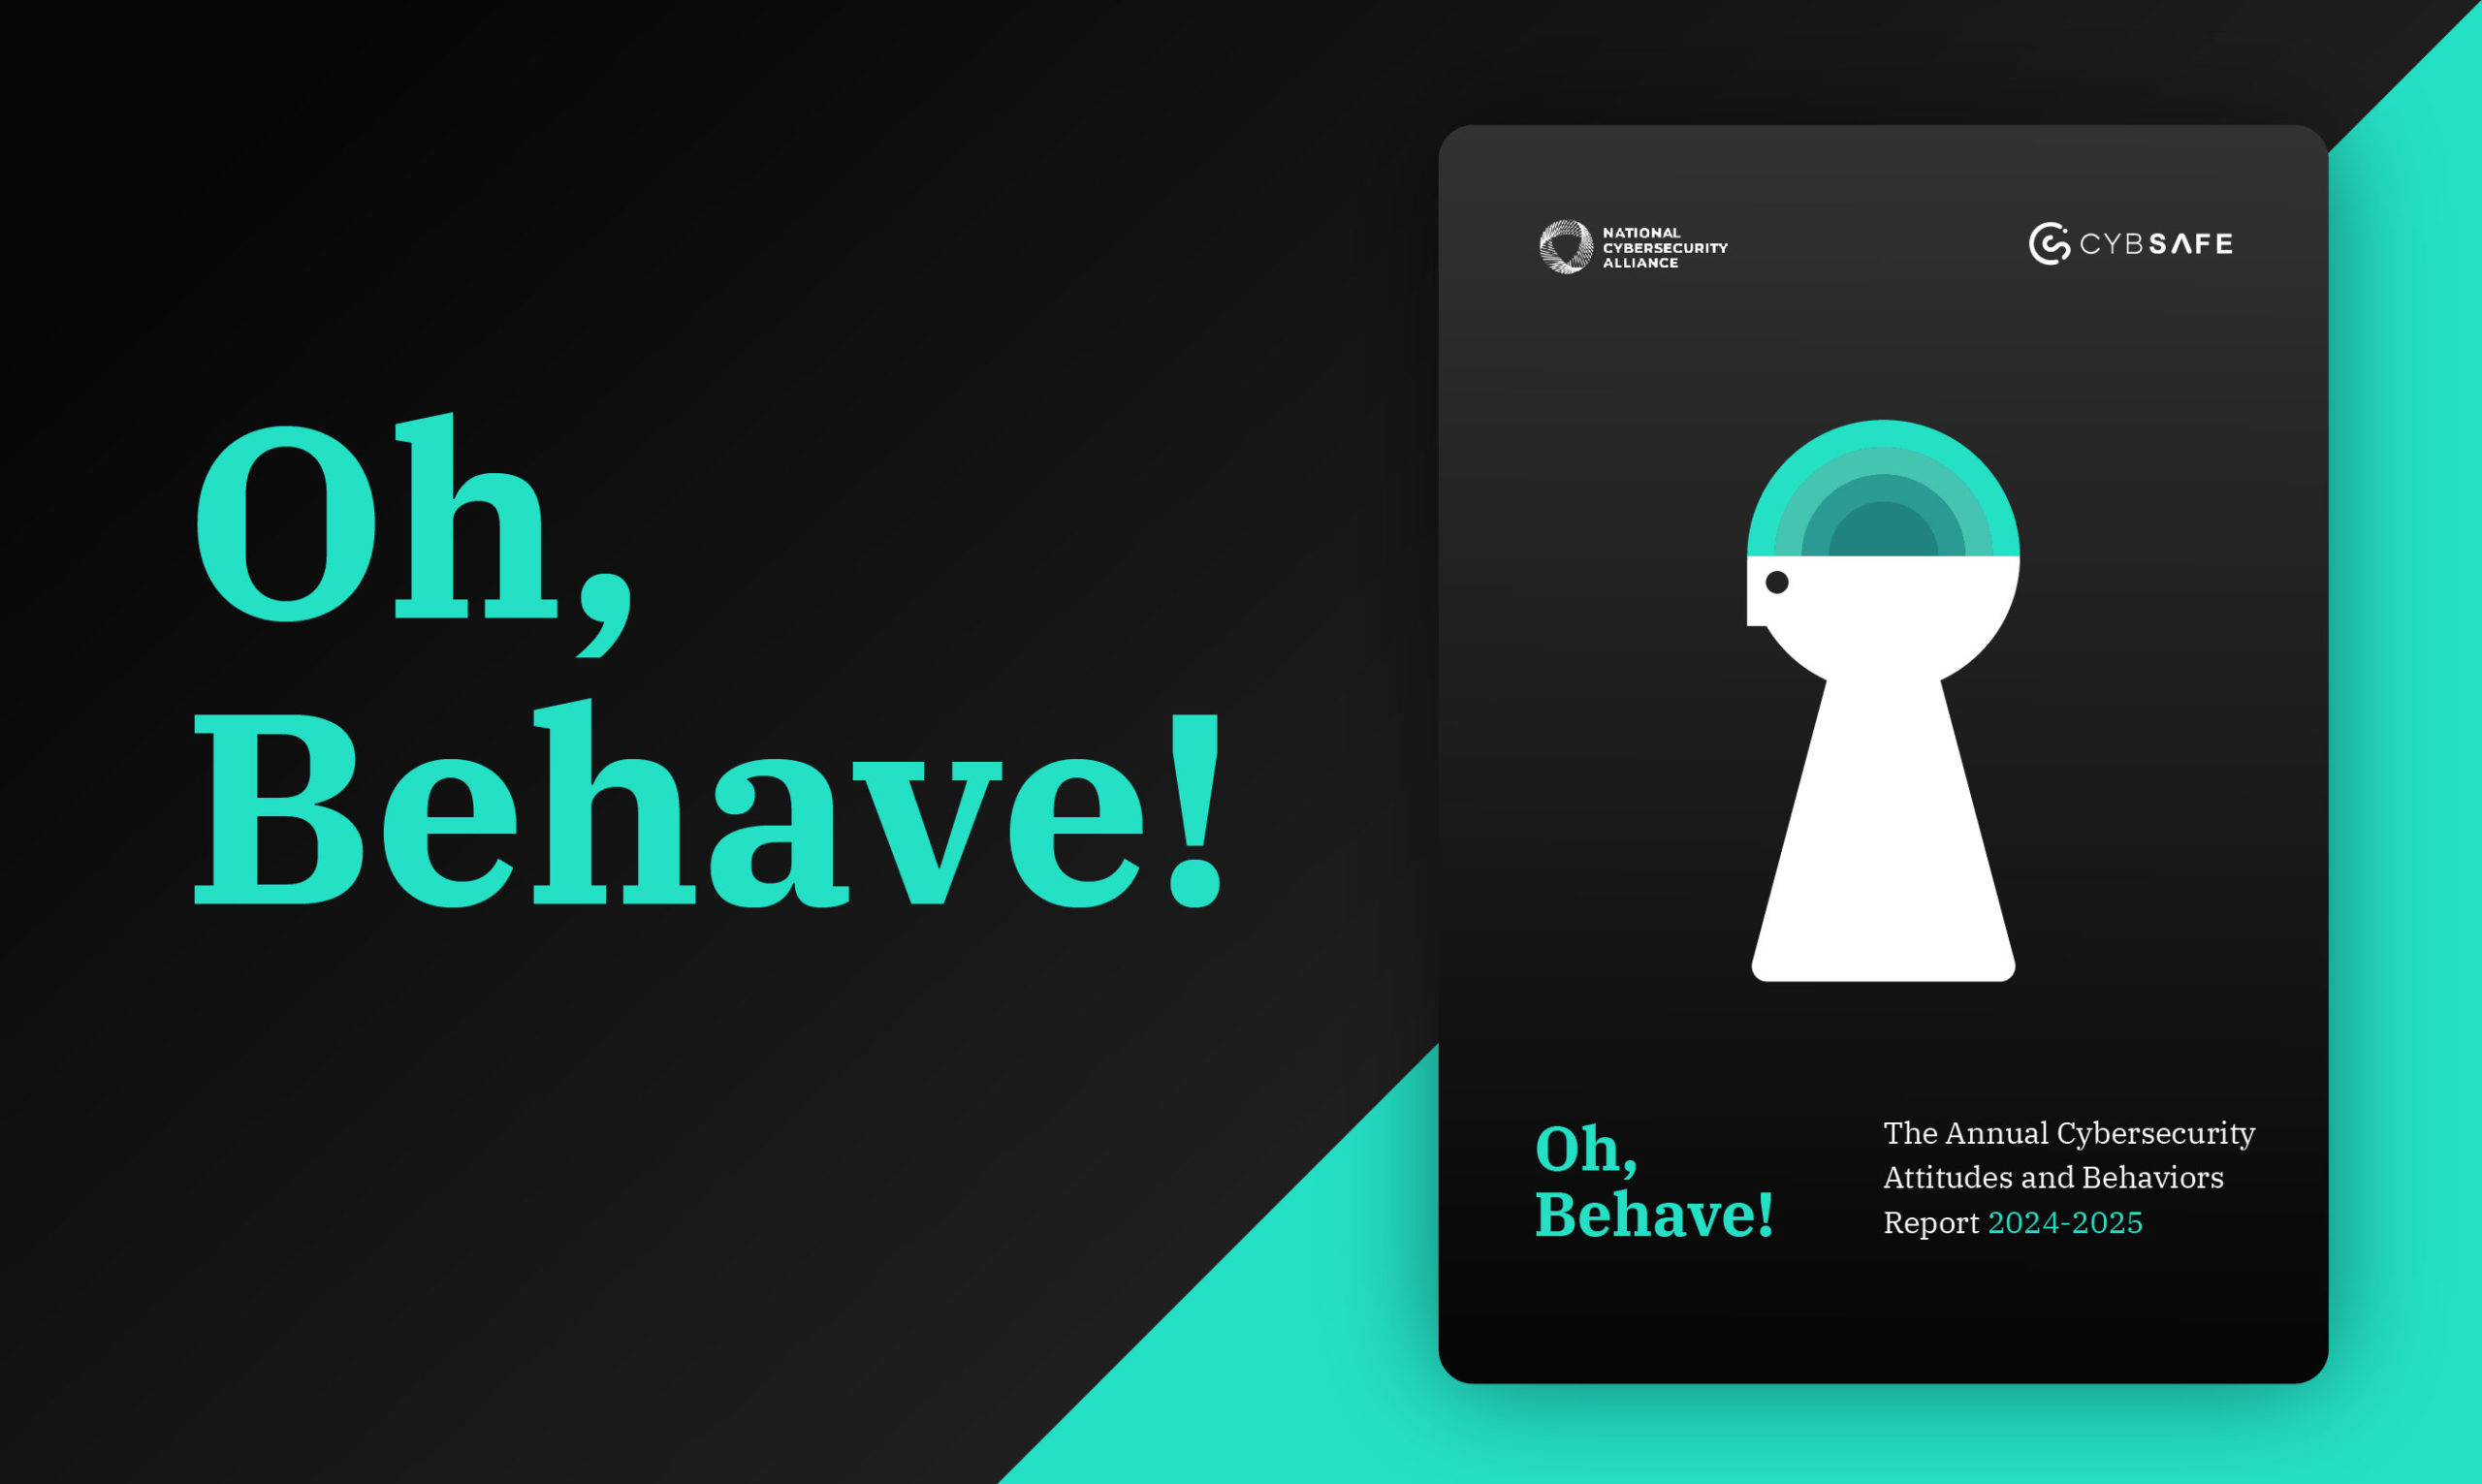 Oh,
Behave!
NATIONAL
CYBERSECURITY
ALLIANCE
CYBSAFE
Oh,
Behave!
The Annual Cybersecurity
Attitudes and Behaviors
Report 2024-2025